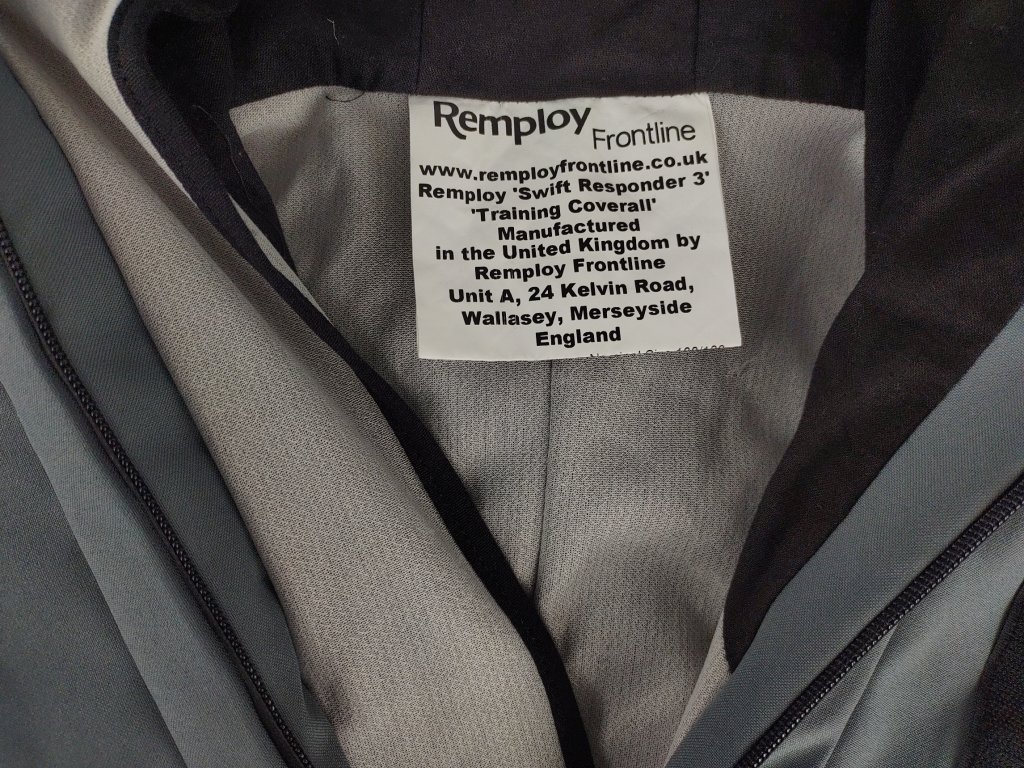 Remploy Frontline
www.remployfrontline.co.uk
Remploy 'Swift Responder 3'
'Training Coverall'
Manufactured
in the United Kingdom by
Remploy Frontline
Unit A, 24 Kelvin Road,
Wallasey, Merseyside
England